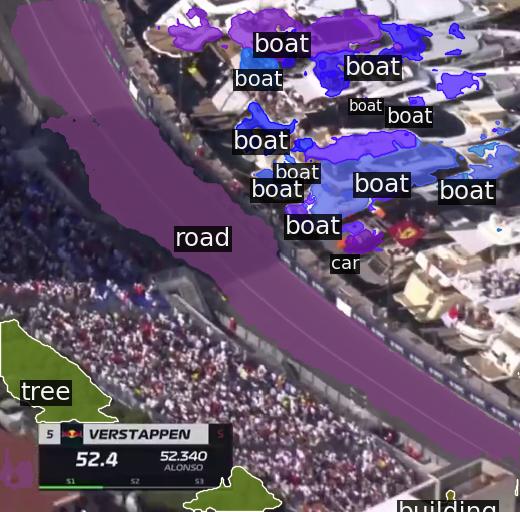 boat
boat
boat
boat
boat
boat
boat
boat
boat
boat
boat
road
car
tree
5 VERSTAPPEN 5
52.4 52.340
ALONSO
S1 S2 S3
building